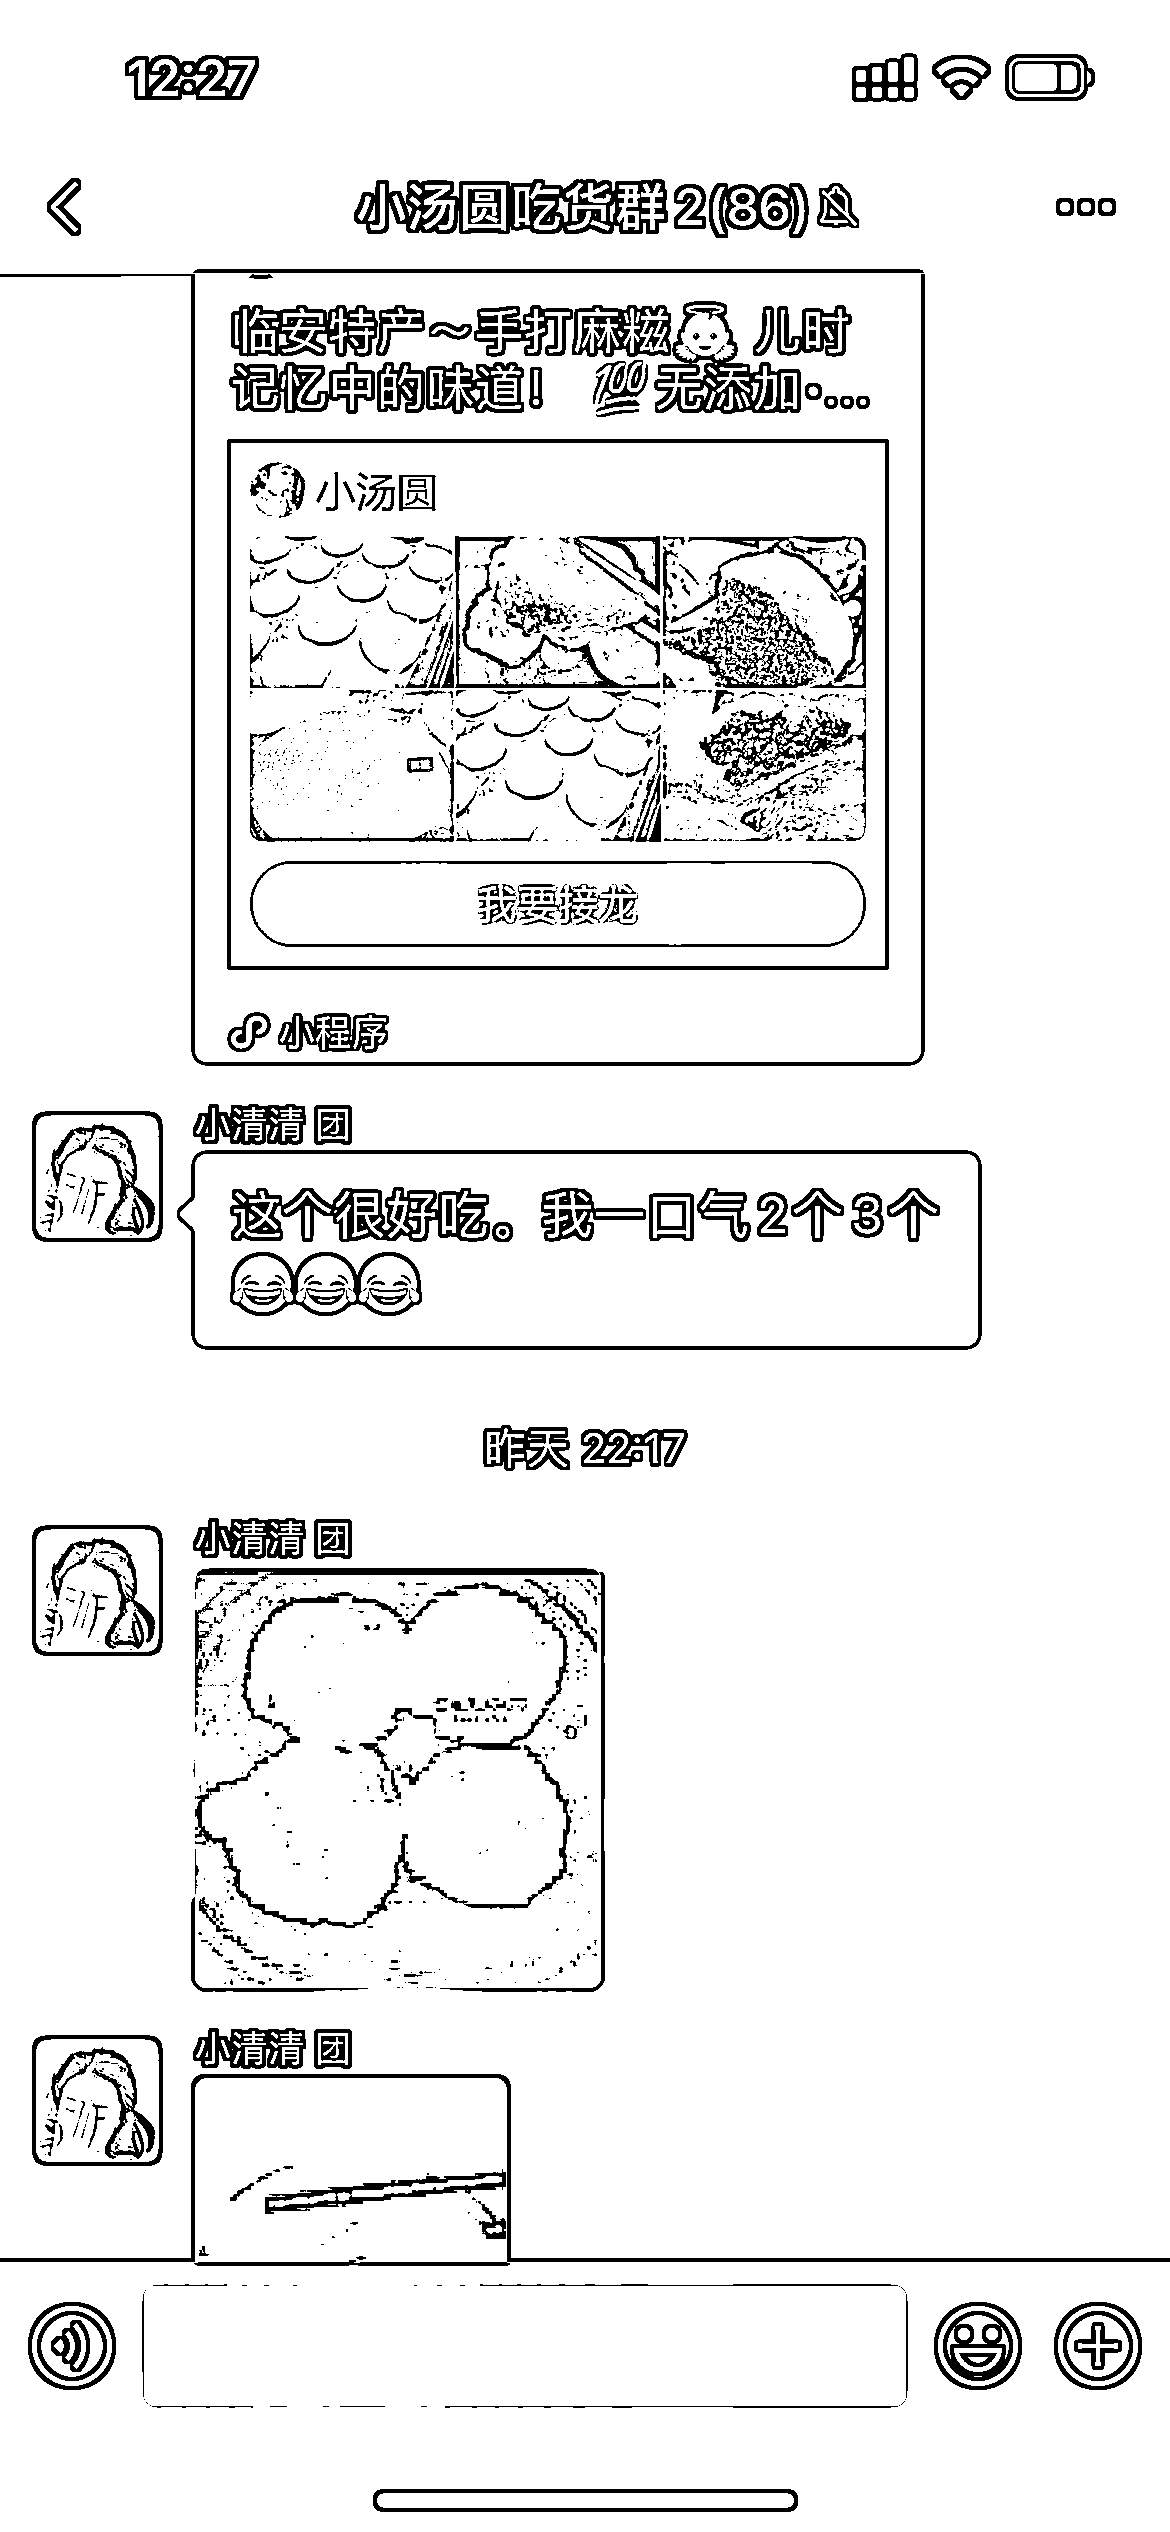 12:27
小汤圆吃货群2(86)
临安特产～手打麻糍👼 儿时
记忆中的味道！ 💯无添加·...
小汤圆
我要接龙
小程序
小清清 团
这个很好吃。我一口气2个3个
😂😂😂
昨天 22:17
小清清 团
小清清 团